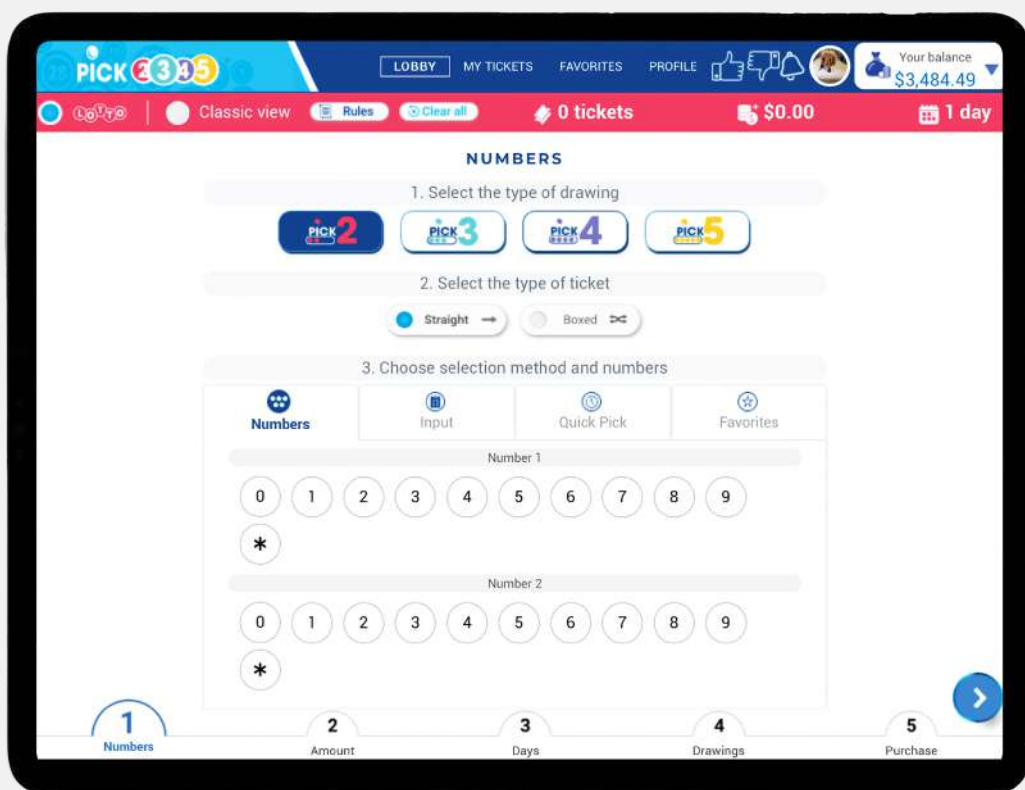 PICK 2345
LOBBY MY TICKETS FAVORITES PROFILE
Your balance
$3,484.49
LOTTO Classic view Rules Clear all 0 tickets $0.00 1 day
NUMBERS
1. Select the type of drawing
PICK 2 PICK 3 PICK 4 PICK 5
2. Select the type of ticket
Straight Boxed
3. Choose selection method and numbers
Numbers Input Quick Pick Favorites
Number 1
0 1 2 3 4 5 6 7 8 9
*
Number 2
0 1 2 3 4 5 6 7 8 9
*
1 2 3 4 5
Numbers Amount Days Drawings Purchase